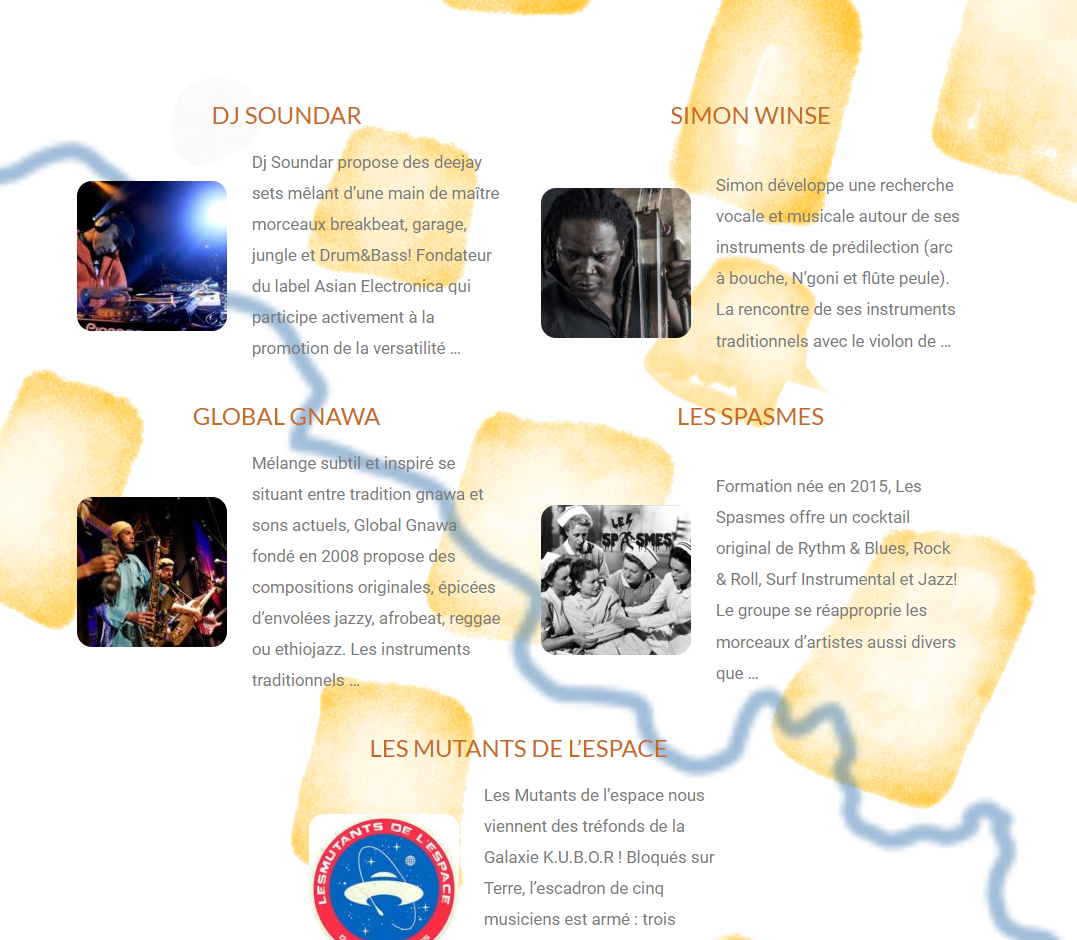 DJ SOUNDAR
Dj Soundar propose des deejay
sets mêlant d’une main de maître
morceaux breakbeat, garage,
jungle et Drum&Bass! Fondateur
du label Asian Electronica qui
participe activement à la
promotion de la versatilité ...
SIMON WINSE
Simon développe une recherche
vocale et musicale autour de ses
instruments de prédilection (arc
à bouche, N’goni et flûte peule).
La rencontre de ses instruments
traditionnels avec le violon de ...
GLOBAL GNAWA
Mélange subtil et inspiré se
situant entre tradition gnawa et
sons actuels, Global Gnawa
fondé en 2008 propose des
compositions originales, épicées
d’envolées jazzy, afrobeat, reggae
ou ethiojazz. Les instruments
traditionnels ...
LES SPASMES
LES
SPASMES
Formation née en 2015, Les
Spasmes offre un cocktail
original de Rythm & Blues, Rock
& Roll, Surf Instrumental et Jazz!
Le groupe se réapproprie les
morceaux d’artistes aussi divers
que ...
LES MUTANTS DE L’ESPACE
LESMUTANTS DE L'ESPACE
Les Mutants de l’espace nous
viennent des tréfonds de la
Galaxie K.U.B.O.R ! Bloqués sur
Terre, l’escadron de cinq
musiciens est armé : trois